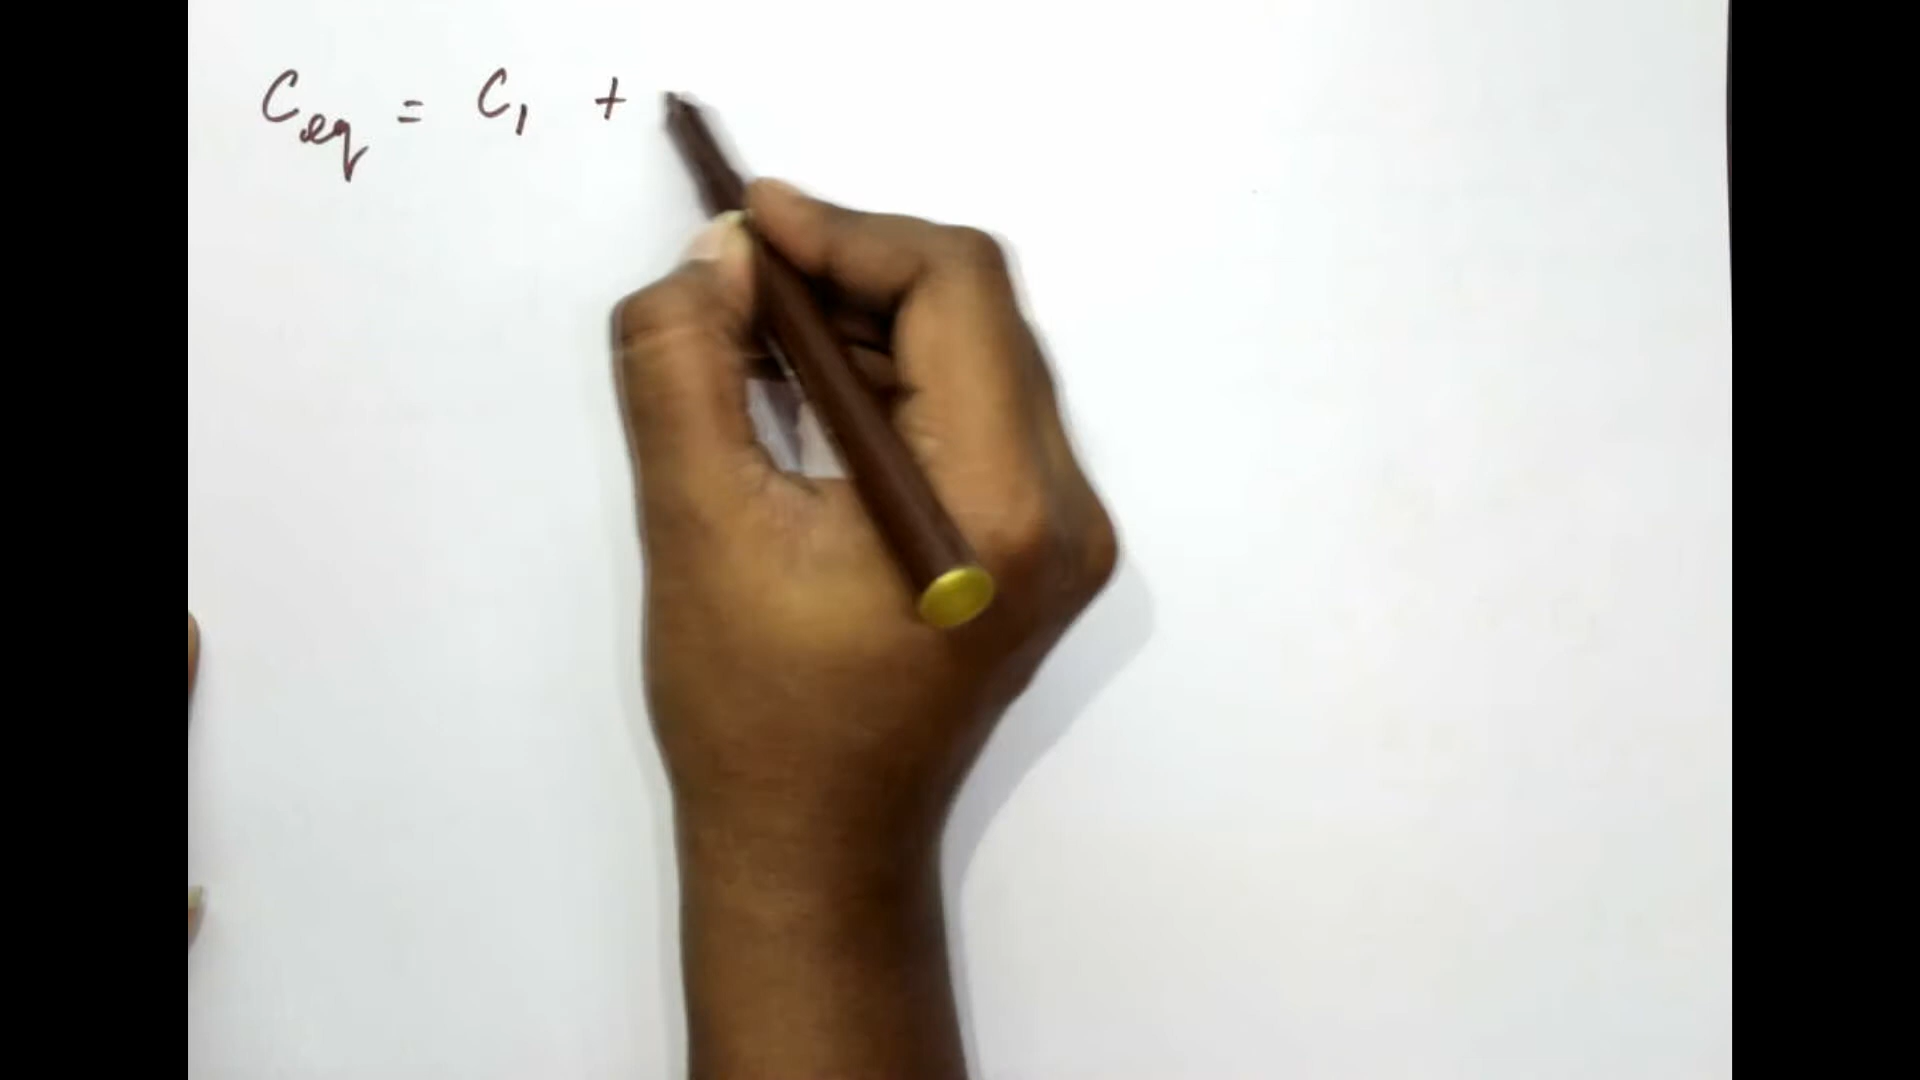 Ceq = C1 +